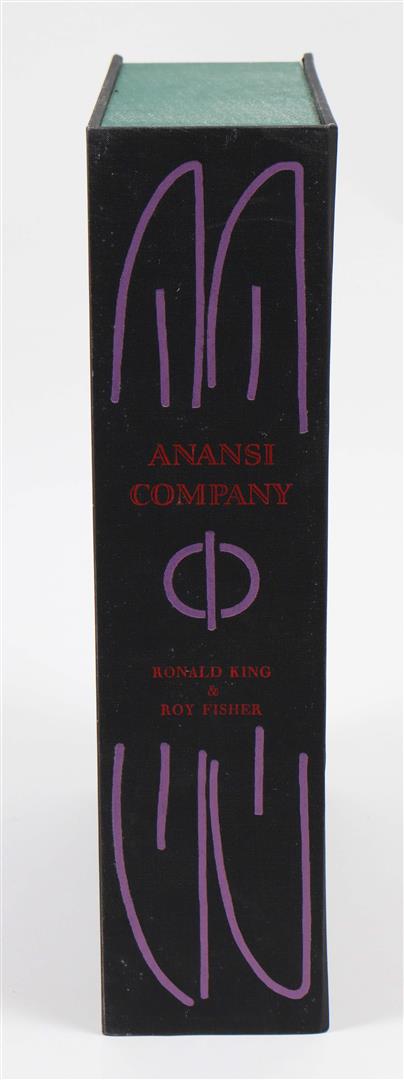 ANANSI
COMPANY
RONALD KING
&
ROY FISHER